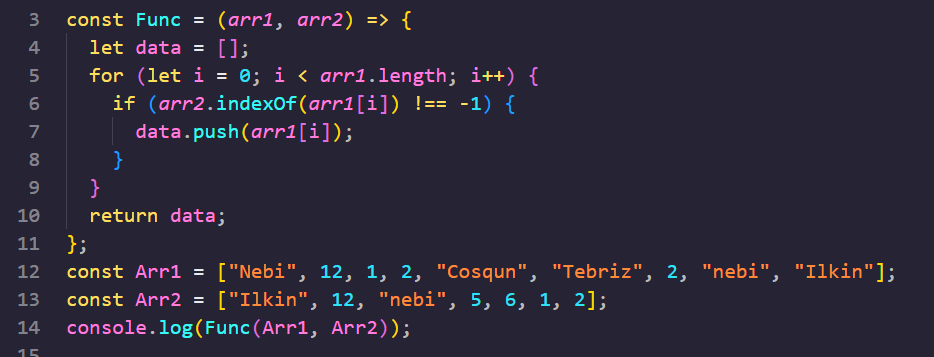 3 const Func = (arr1, arr2) => {
4   let data = [];
5   for (let i = 0; i < arr1.length; i++) {
6     if (arr2.indexOf(arr1[i]) !== -1) {
7       data.push(arr1[i]);
8     }
9   }
10   return data;
11 };
12 const Arr1 = ["Nebi", 12, 1, 2, "Cosqun", "Tebriz", 2, "nebi", "Ilkin"];
13 const Arr2 = ["Ilkin", 12, "nebi", 5, 6, 1, 2];
14 console.log(Func(Arr1, Arr2));
15